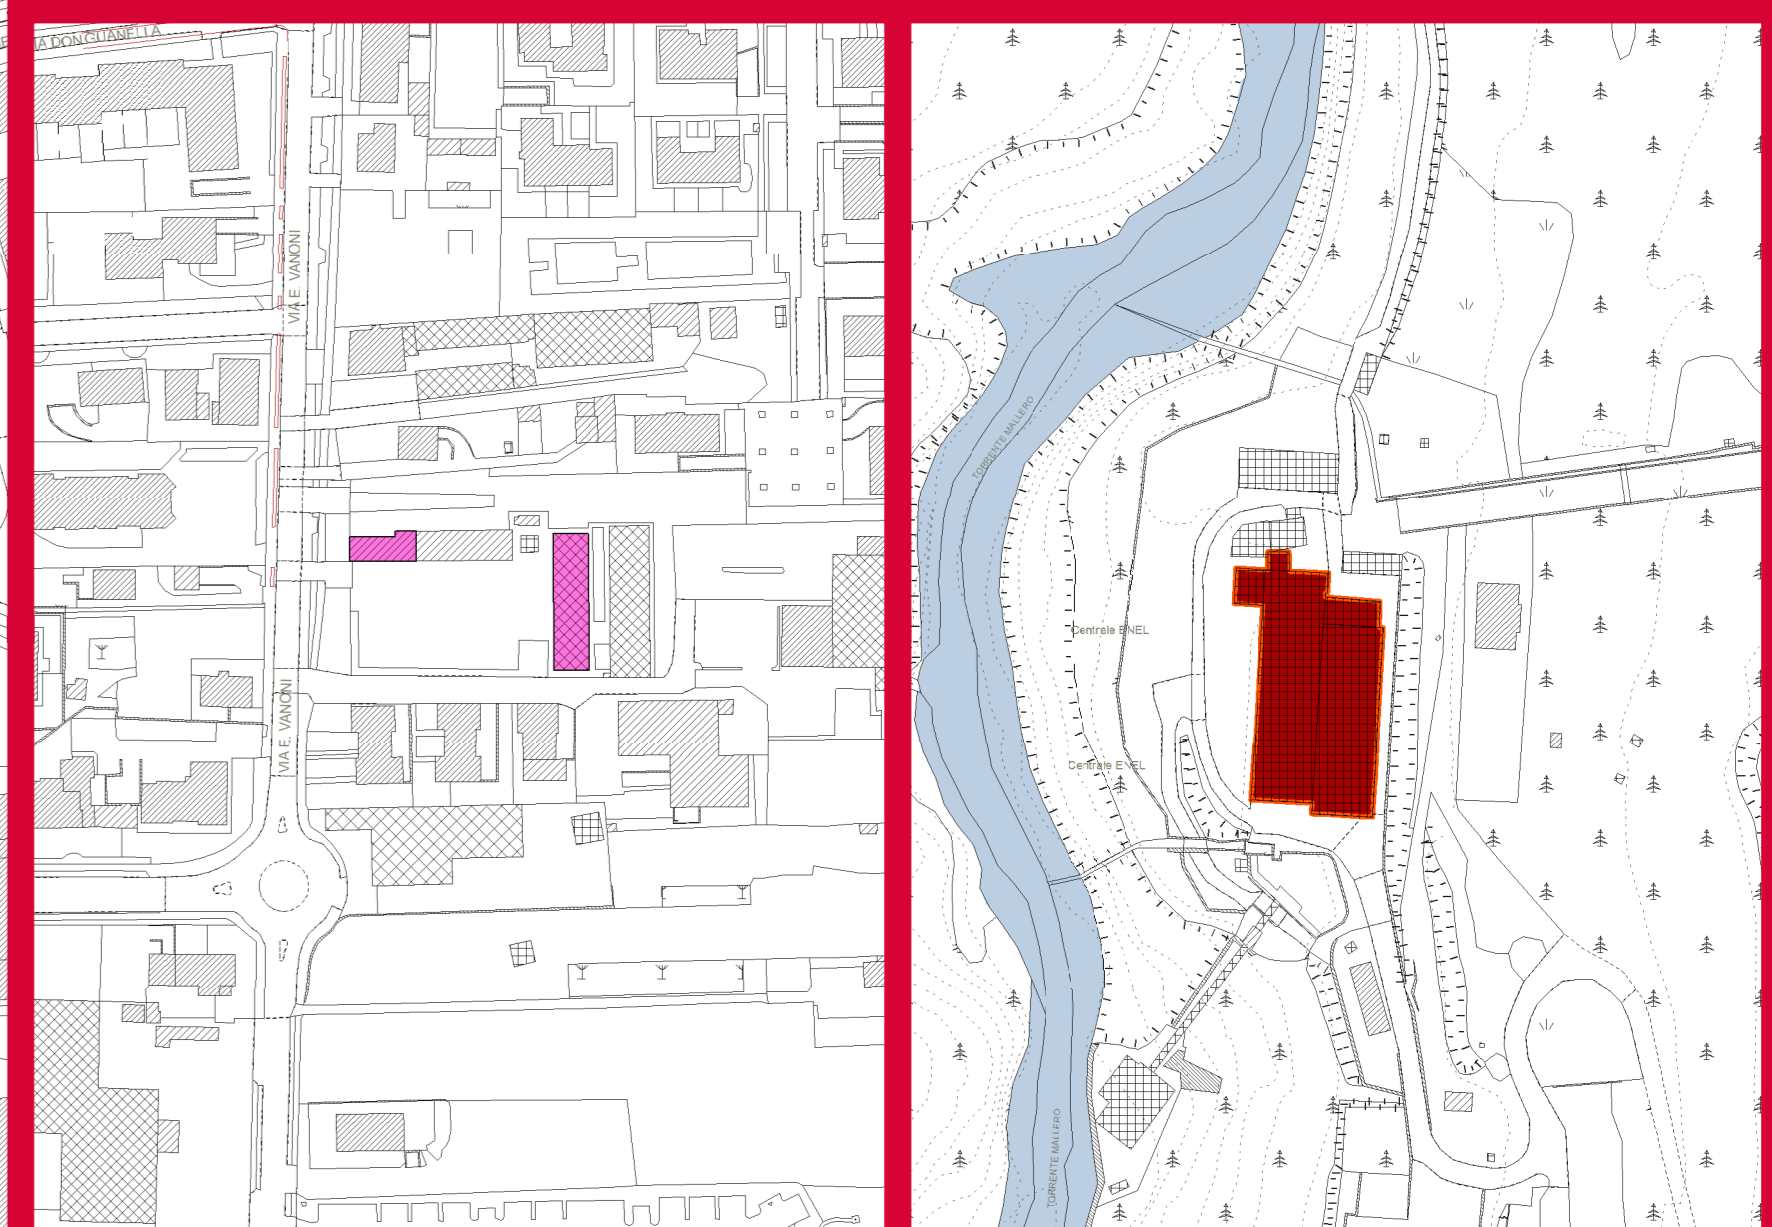 VIA DON GUANELLA
VIA E. VANONI
VIA E. VANONI
TORRENTE MALLERO
Centrale ENEL
Centrale ENEL
TORRENTE MALLERO